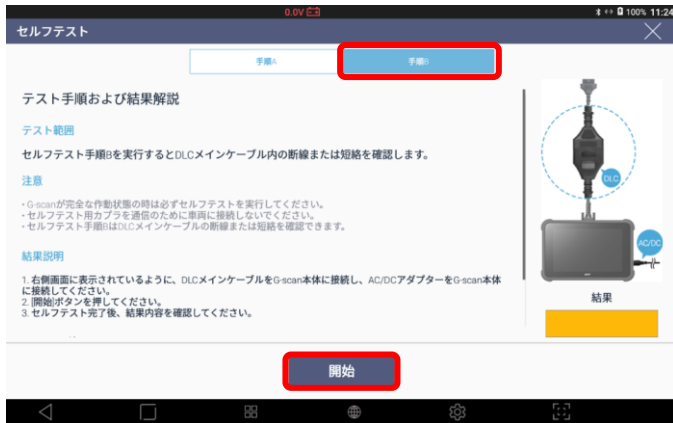 0.0V
100% 11:24
セルフテスト
手順A
手順B
テスト手順および結果解説
テスト範囲
セルフテスト手順Bを実行するとDLCメインケーブル内の断線または短絡を確認します。
注意
・G-scanが完全な作動状態の時は必ずセルフテストを実行してください。
・セルフテスト用カプラを通信のために車両に接続しないでください。
・セルフテスト手順BはDLCメインケーブルの断線または短絡を確認できます。
結果説明
1. 右側画面に表示されているように、DLCメインケーブルをG-scan本体に接続し、AC/DCアダプターをG-scan本体
に接続してください。
2. [開始]ボタンを押してください。
3. セルフテスト完了後、結果内容を確認してください。
DLC
AC/DC
結果
開始